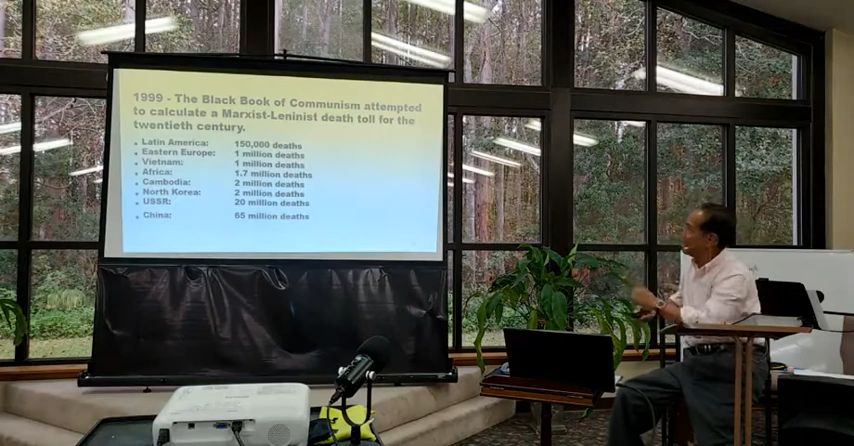 1999 - The Black Book of Communism attempted
to calculate a Marxist-Leninist death toll for the
twentieth century.
• Latin America: 150,000 deaths
• Eastern Europe: 1 million deaths
• Vietnam: 1 million deaths
• Africa: 1.7 million deaths
• Cambodia: 2 million deaths
• North Korea: 2 million deaths
• USSR: 20 million deaths
• China: 65 million deaths